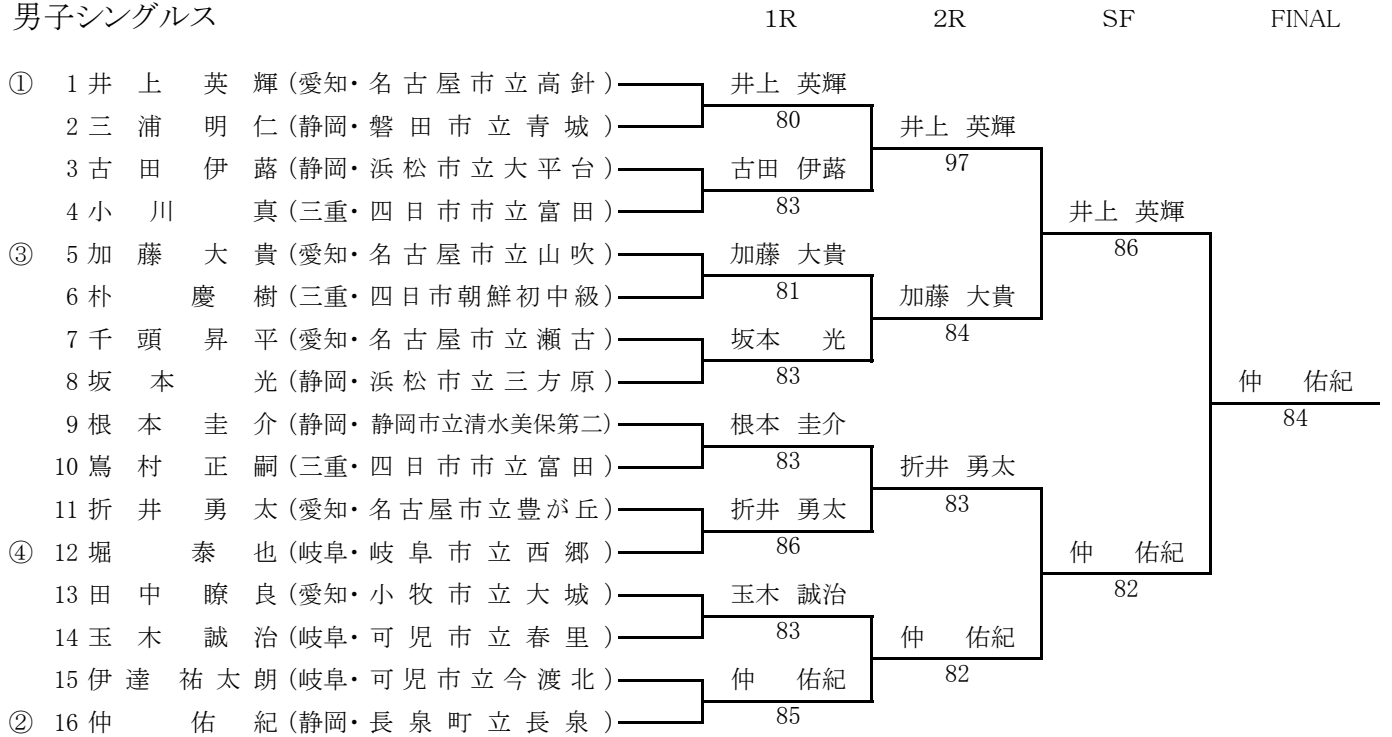 男子シングルス 1R 2R SF FINAL
① 1 井上 英輝 (愛知・名古屋市立高針) 井上 英輝
2 三浦 明仁 (静岡・磐田市立青城) 80 井上 英輝
3 古田 伊蕗 (静岡・浜松市立大平台) 古田 伊蕗 97
4 小川 真 (三重・四日市市立富田) 83 井上 英輝
③ 5 加藤 大貴 (愛知・名古屋市立山吹) 加藤 大貴 86
6 朴 慶樹 (三重・四日市朝鮮初中級) 81 加藤 大貴
7 千頭 昇平 (愛知・名古屋市立瀬古) 坂本 光 84
8 坂本 光 (静岡・浜松市立三方原) 83 仲 佑紀
9 根本 圭介 (静岡・静岡市立清水美保第二) 根本 圭介 84
10 嶌村 正嗣 (三重・四日市市立富田) 83 折井 勇太
11 折井 勇太 (愛知・名古屋市立豊が丘) 折井 勇太 83
④ 12 堀 泰也 (岐阜・岐阜市立西郷) 86 仲 佑紀
13 田中 瞭良 (愛知・小牧市立大城) 玉木 誠治 82
14 玉木 誠治 (岐阜・可児市立春里) 83 仲 佑紀
15 伊達 祐太朗 (岐阜・可児市立今渡北) 仲 佑紀 82
② 16 仲 佑紀 (静岡・長泉町立長泉) 85